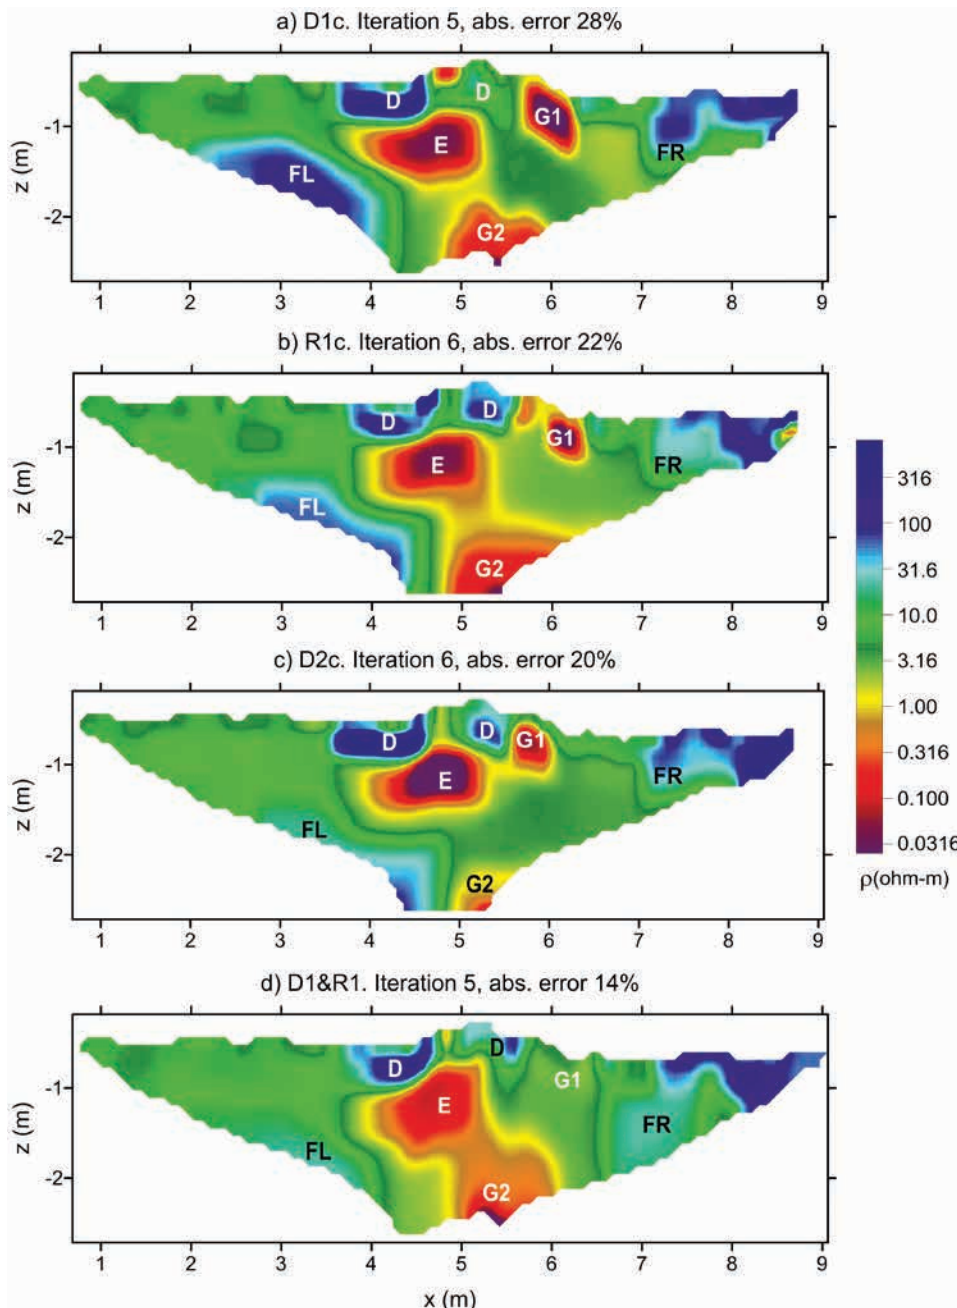 a) D1c. Iteration 5, abs. error 28%
D
D
G1
-1
E
FR
FL
z (m)
-2
G2
1 2 3 4 5 6 7 8 9
b) R1c. Iteration 6, abs. error 22%
D
D
G1
-1
E
FR
FL
z (m)
-2
G2
1 2 3 4 5 6 7 8 9
316
100
31.6
10.0
3.16
1.00
0.316
0.100
0.0316
ρ(ohm-m)
c) D2c. Iteration 6, abs. error 20%
D
D
G1
-1
E
FR
FL
z (m)
-2
G2
1 2 3 4 5 6 7 8 9
d) D1&R1. Iteration 5, abs. error 14%
D
D
G1
-1
E
FR
FL
z (m)
-2
G2
1 2 3 4 5 6 7 8 9
x (m)